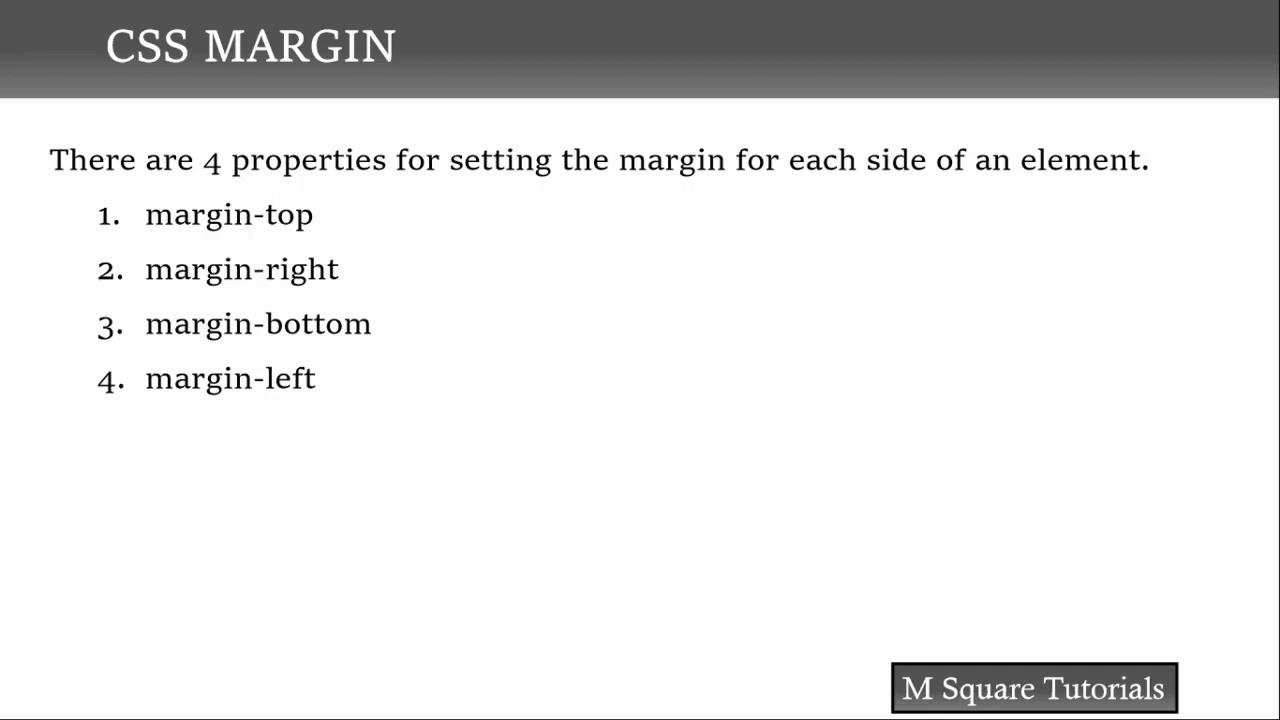 CSS MARGIN
There are 4 properties for setting the margin for each side of an element.
1. margin-top
2. margin-right
3. margin-bottom
4. margin-left
M Square Tutorials